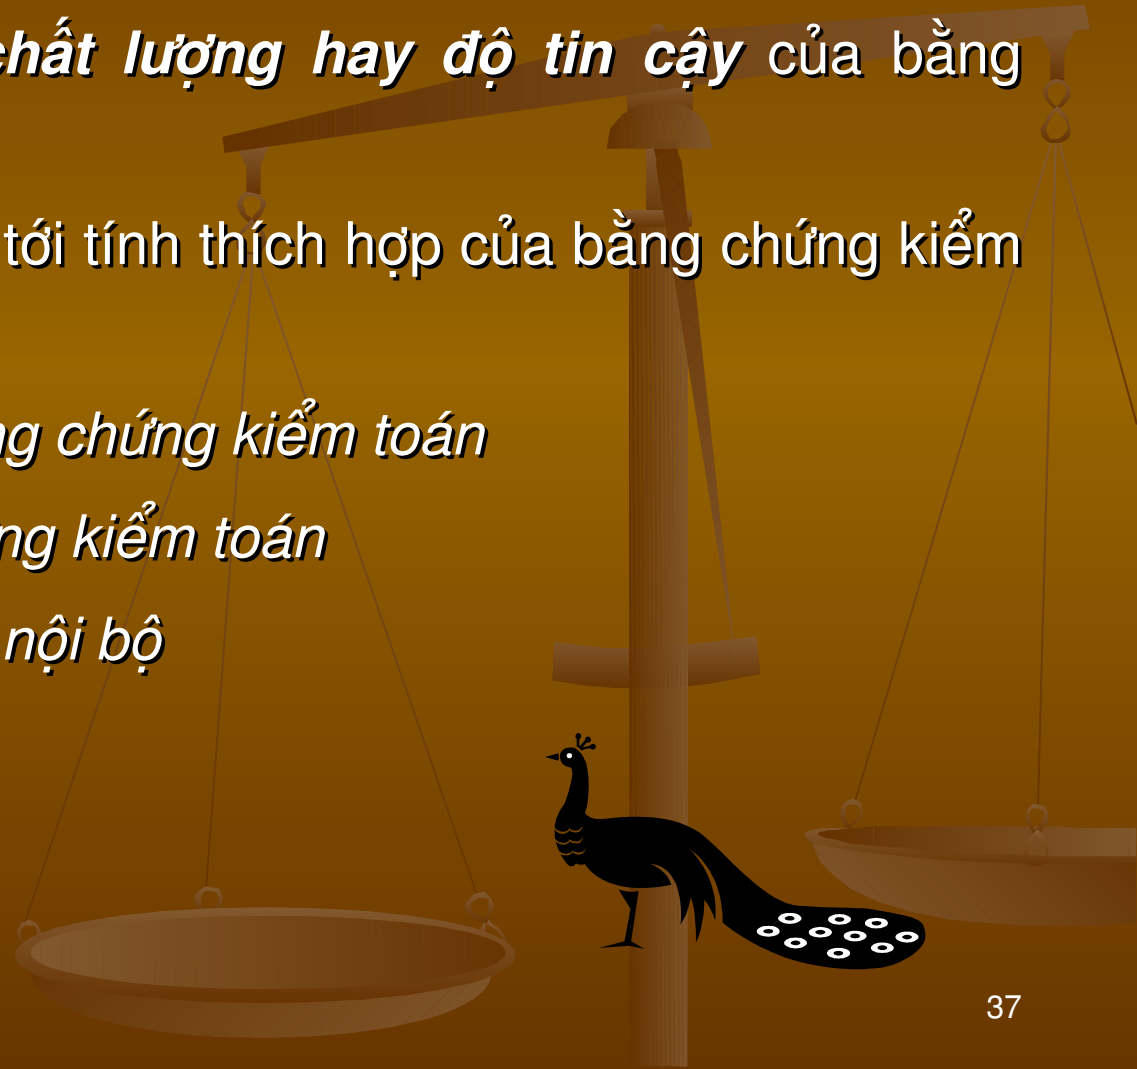 chất lượng hay độ tin cậy của bằng
tới tính thích hợp của bằng chứng kiểm
ng chứng kiểm toán
ng kiểm toán
nội bộ
37